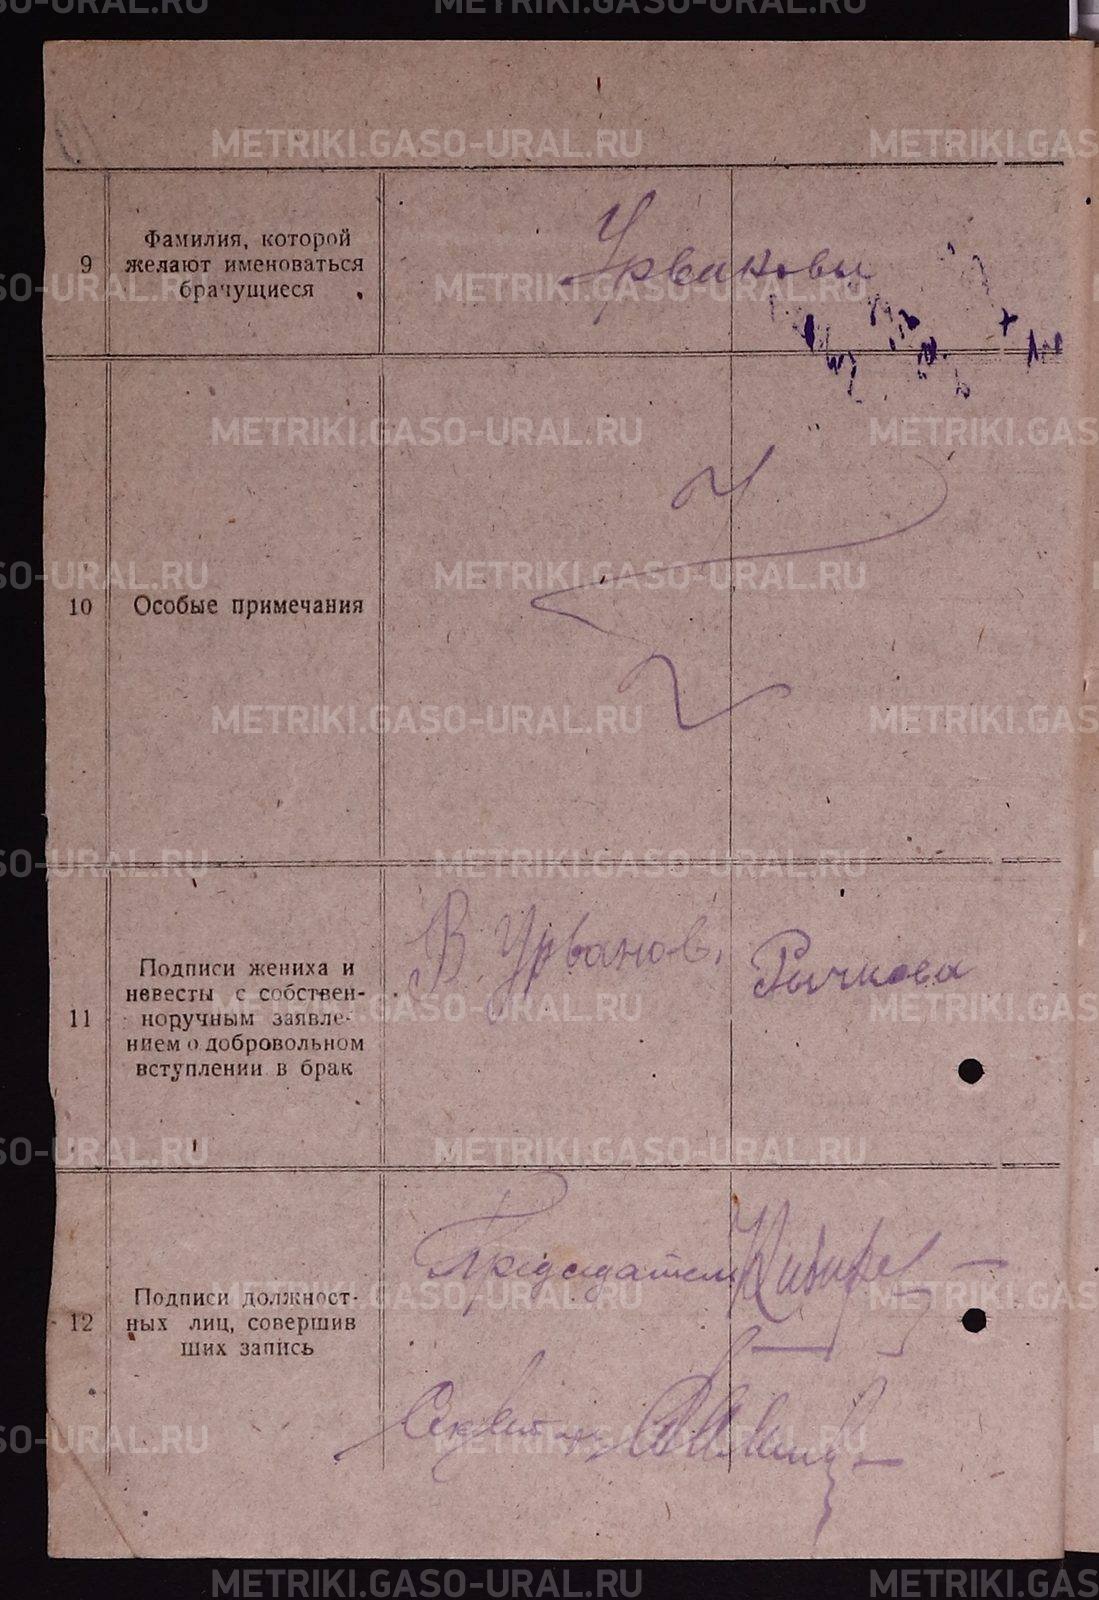 METRIKI.GASO-URAL.RU
9
Фамилия, которой
желают именоваться
брачущиеся
Урвановы
10
Особые примечания
11
Подписи жениха и
невесты с собствен-
норучным заявле-
нием о добровольном
вступлении в брак
В. Урванов.
Рычкова
12
Подписи должност-
ных лиц, совершив
ших запись
Председатель
Секретарь